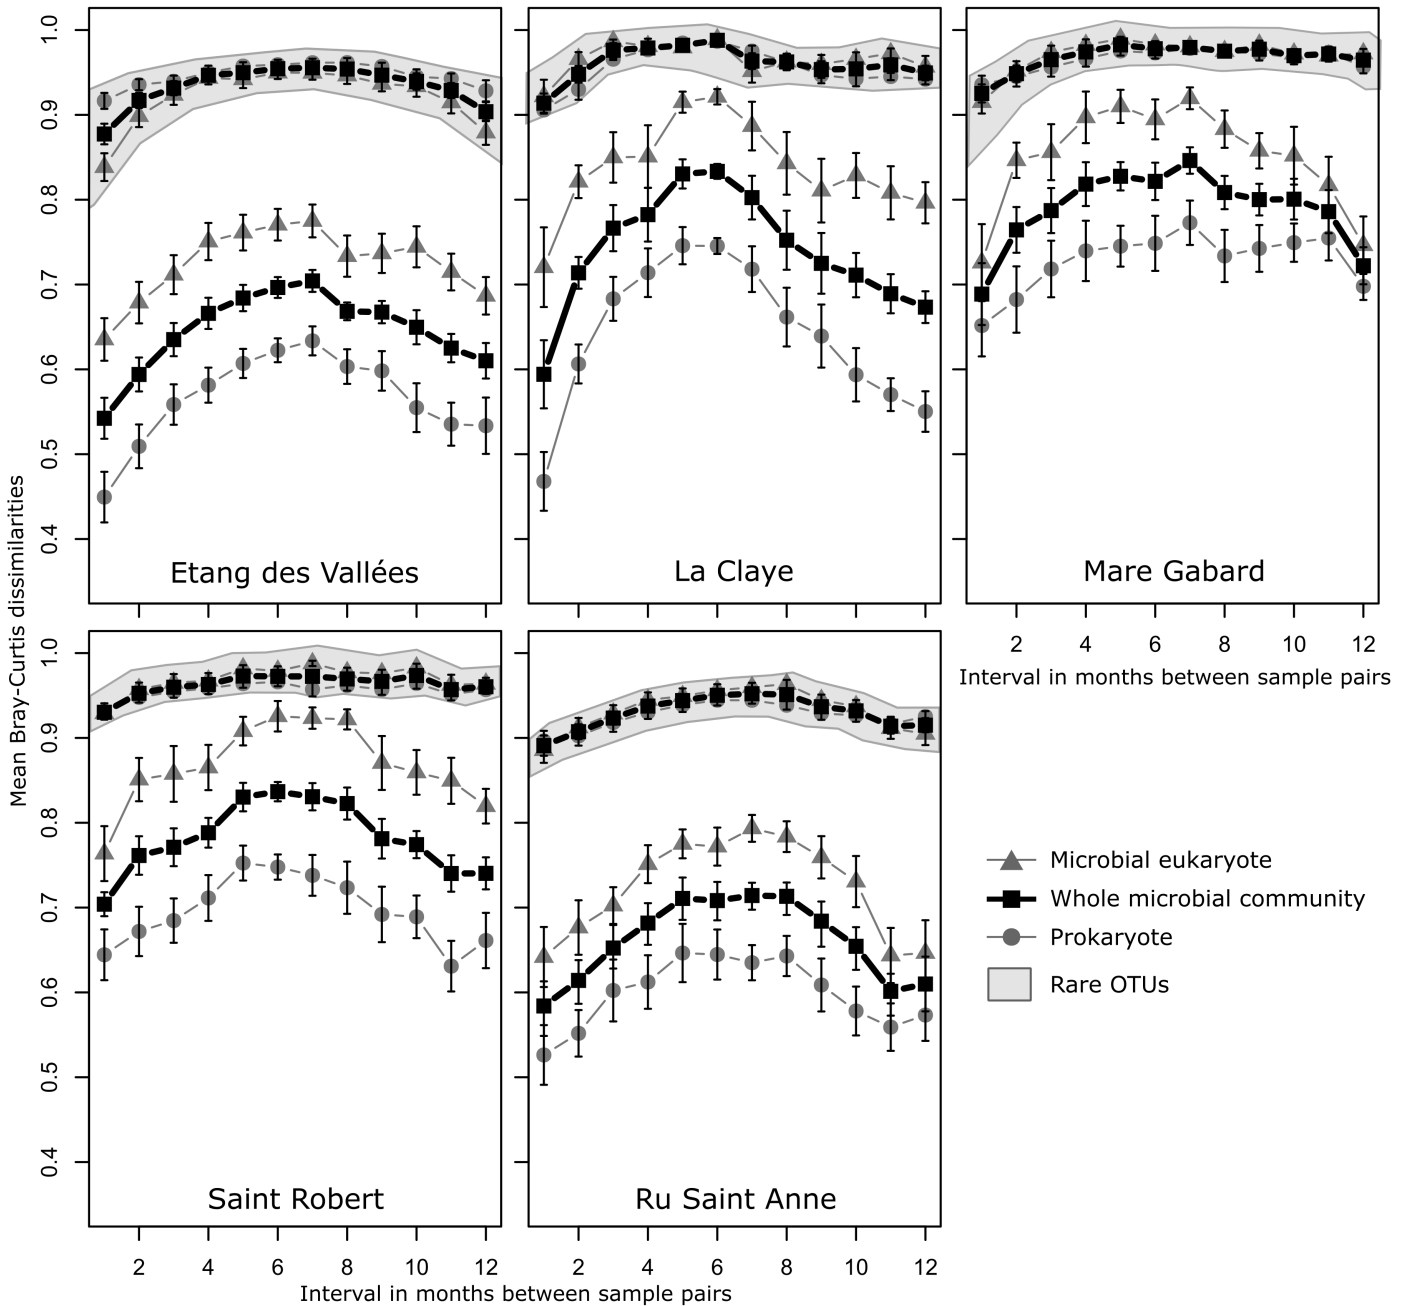 Mean Bray-Curtis dissimilarities
1.0
0.9
0.8
0.7
0.6
0.5
0.4
Etang des Vallées
La Claye
Mare Gabard
2 4 6 8 10 12
Interval in months between sample pairs
1.0
0.9
0.8
0.7
0.6
0.5
0.4
Saint Robert
Ru Saint Anne
2 4 6 8 10 12
2 4 6 8 10 12
Interval in months between sample pairs
Microbial eukaryote
Whole microbial community
Prokaryote
Rare OTUs